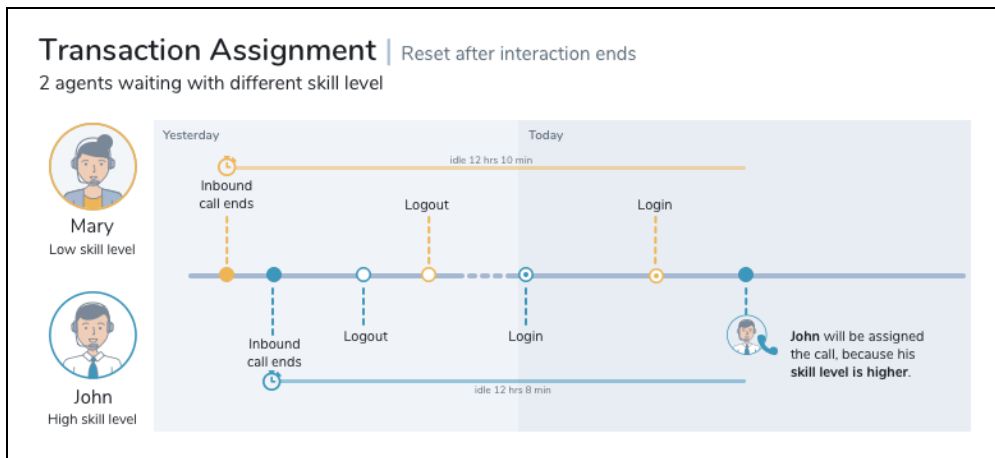 Transaction Assignment | Reset after interaction ends
2 agents waiting with different skill level
Yesterday
Today
idle 12 hrs 10 min
Inbound
call ends
Logout
Login
Mary
Low skill level
Inbound
call ends
Logout
Login
John will be assigned
the call, because his
skill level is higher.
idle 12 hrs 8 min
John
High skill level